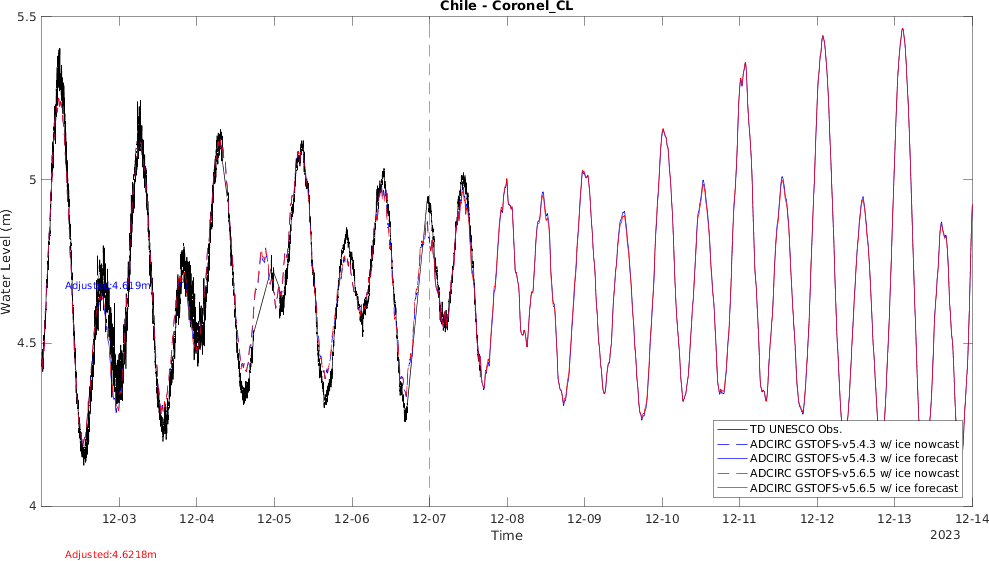 Chile - Coronel_CL
5.5
5
4.5
4
Water Level (m)
Adjusted:4.619m
TD UNESCO Obs.
ADCIRC GSTOFS-v5.4.3 w/ ice nowcast
ADCIRC GSTOFS-v5.4.3 w/ ice forecast
ADCIRC GSTOFS-v5.6.5 w/ ice nowcast
ADCIRC GSTOFS-v5.6.5 w/ ice forecast
12-03 12-04 12-05 12-06 12-07 12-08 12-09 12-10 12-11 12-12 12-13 12-14
Time
2023
Adjusted:4.6218m